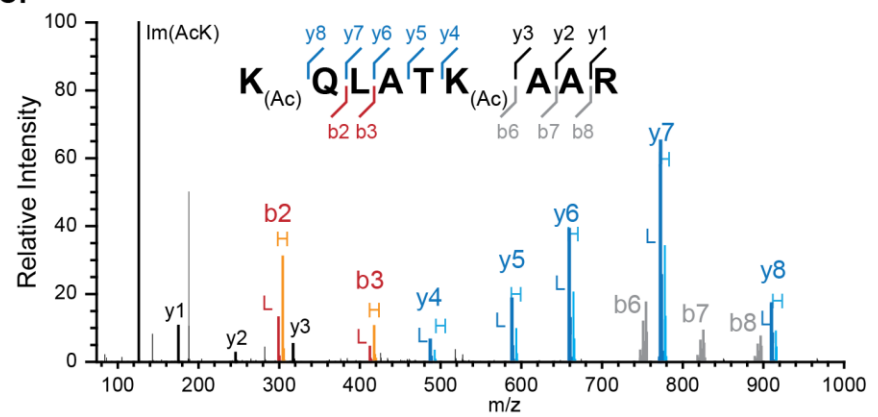 100
80
60
40
20
0
Relative Intensity
Im(AcK)
y8 y7 y6 y5 y4 y3 y2 y1
K(Ac) Q L A T K(Ac) A A R
b2 b3 b6 b7 b8
y1
y2
b2
H
L
y3
b3
H
L
y4
H
L
y5
H
L
y6
H
L
b6
y7
H
L
b7
b8
y8
H
L
100 200 300 400 500 600 700 800 900 1000
m/z